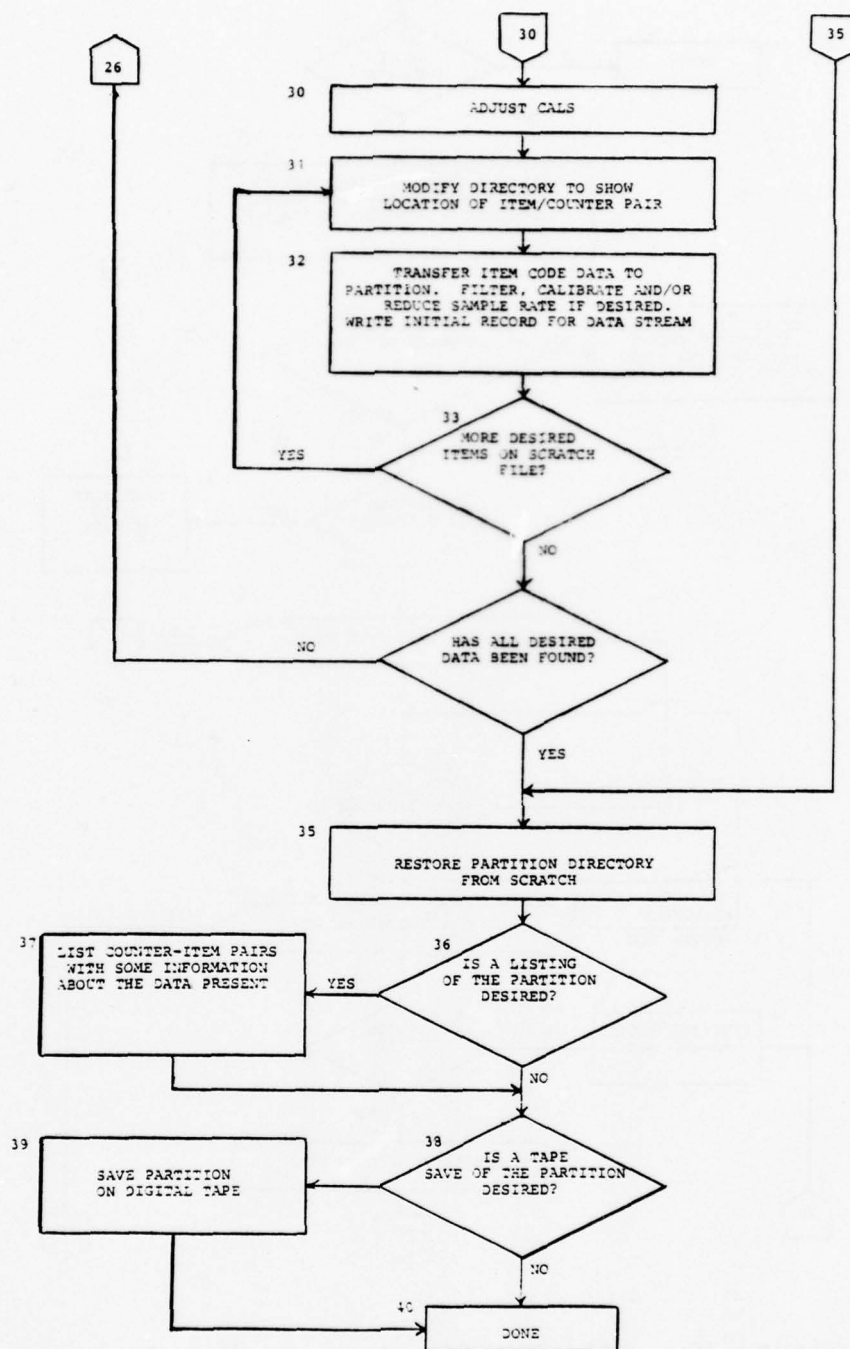 26
30
35
30
ADJUST CALS
31
MODIFY DIRECTORY TO SHOW
LOCATION OF ITEM/COUNTER PAIR
32
TRANSFER ITEM CODE DATA TO
PARTITION. FILTER, CALIBRATE AND/OR
REDUCE SAMPLE RATE IF DESIRED.
WRITE INITIAL RECORD FOR DATA STREAM
33
MORE DESIRED
ITEMS ON SCRATCH
FILE?
YES
NO
HAS ALL DESIRED
DATA BEEN FOUND?
NO
YES
35
RESTORE PARTITION DIRECTORY
FROM SCRATCH
37
LIST COUNTER-ITEM PAIRS
WITH SOME INFORMATION
ABOUT THE DATA PRESENT
YES
36
IS A LISTING
OF THE PARTITION
DESIRED?
NO
39
SAVE PARTITION
ON DIGITAL TAPE
38
IS A TAPE
SAVE OF THE PARTITION
DESIRED?
NO
40
DONE